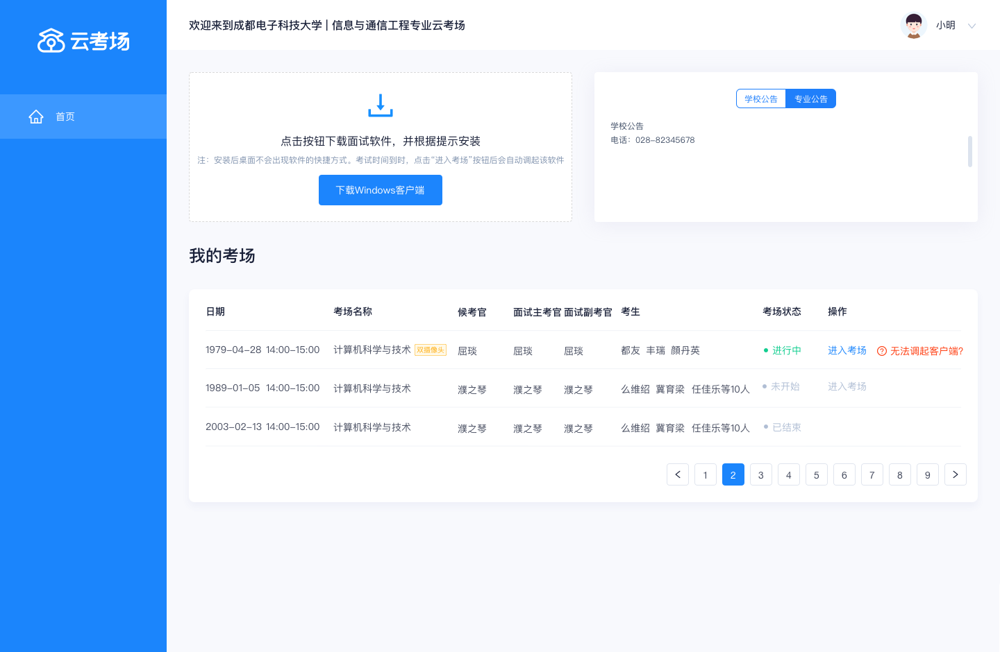 云考场
首页
欢迎来到成都电子科技大学 | 信息与通信工程专业云考场
小明
点击按钮下载面试软件，并根据提示安装
注：安装后桌面不会出现软件的快捷方式。考试时间到时，点击“进入考场”按钮后会自动调起该软件
下载Windows客户端
学校公告 专业公告
学校公告
电话：028-82345678
我的考场
日期 考场名称 候考官 面试主考官 面试副考官 考生 考场状态 操作
1979-04-28 14:00-15:00 计算机科学与技术 双摄像头 屈琰 屈琰 屈琰 都友 丰瑞 顏丹英 进行中 进入考场 无法调起客户端?
1989-01-05 14:00-15:00 计算机科学与技术 濮之琴 濮之琴 濮之琴 么维绍 冀育梁 任佳乐等10人 未开始 进入考场
2003-02-13 14:00-15:00 计算机科学与技术 濮之琴 濮之琴 濮之琴 么维绍 冀育梁 任佳乐等10人 已结束
1 2 3 4 5 6 7 8 9